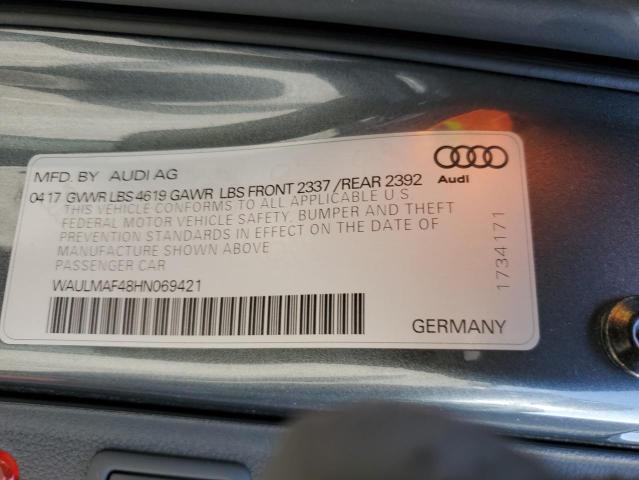 MFD. BY AUDI AG
04 17 GVWR LBS 4619 GAWR LBS FRONT 2337 /REAR 2392
THIS VEHICLE CONFORMS TO ALL APPLICABLE U S
FEDERAL MOTOR VEHICLE SAFETY, BUMPER AND THEFT
PREVENTION STANDARDS IN EFFECT ON THE DATE OF
MANUFACTURE SHOWN ABOVE
PASSENGER CAR
WAULMAF48HN069421
Audi
1734171
GERMANY